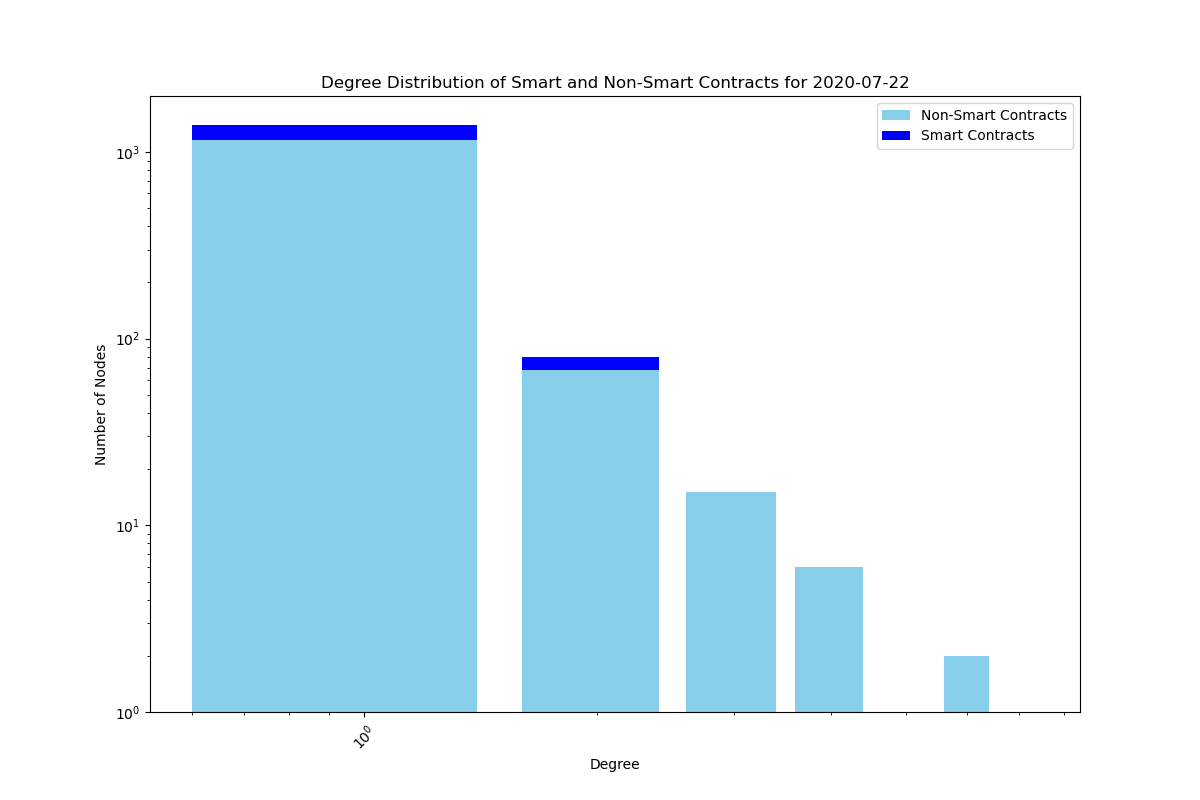 Degree Distribution of Smart and Non-Smart Contracts for 2020-07-22
Non-Smart Contracts
Smart Contracts
10³
10²
10¹
10⁰
Number of Nodes
10⁰
Degree